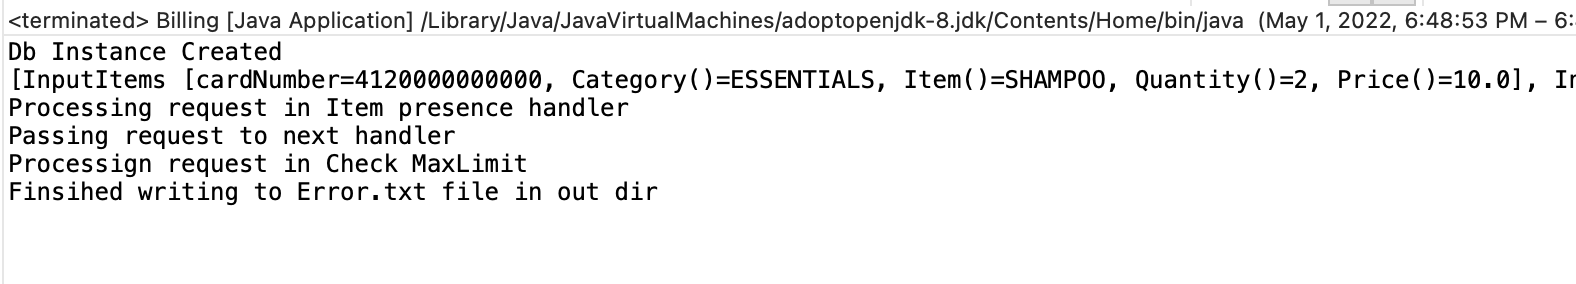 <terminated> Billing [Java Application] /Library/Java/JavaVirtualMachines/adoptopenjdk-8.jdk/Contents/Home/bin/java (May 1, 2022, 6:48:53 PM – 6:
Db Instance Created
[InputItems [cardNumber=4120000000000, Category()=ESSENTIALS, Item()=SHAMPOO, Quantity()=2, Price()=10.0], In
Processing request in Item presence handler
Passing request to next handler
Processign request in Check MaxLimit
Finsihed writing to Error.txt file in out dir